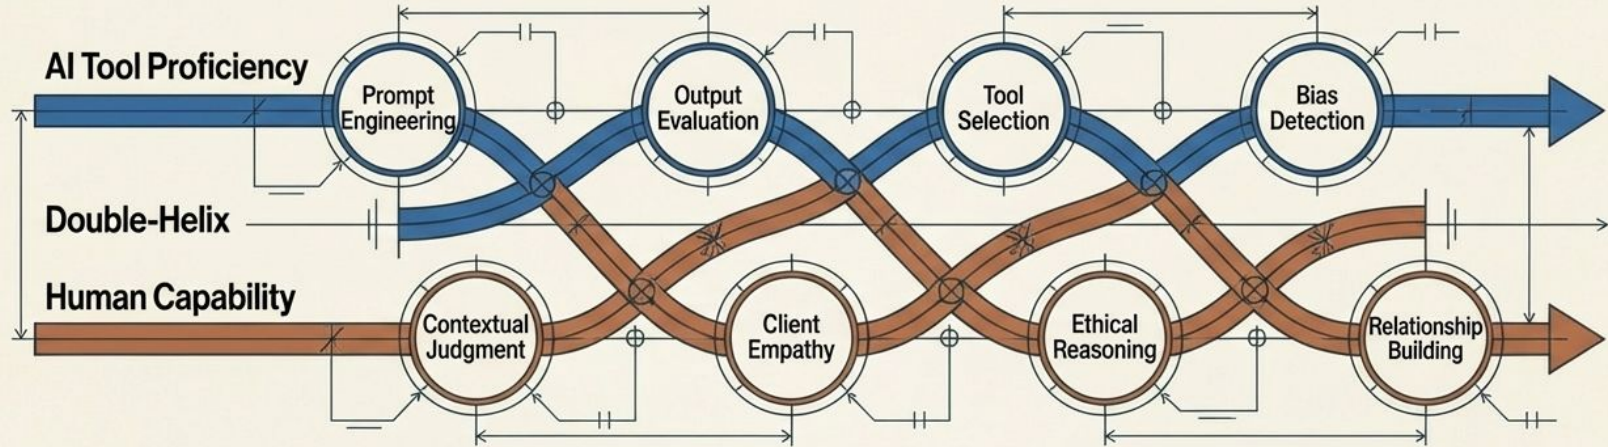 AI Tool Proficiency
Prompt
Engineering
Output
Evaluation
Tool
Selection
Bias
Detection
Double-Helix
Human Capability
Contextual
Judgment
Client
Empathy
Ethical
Reasoning
Relationship
Building